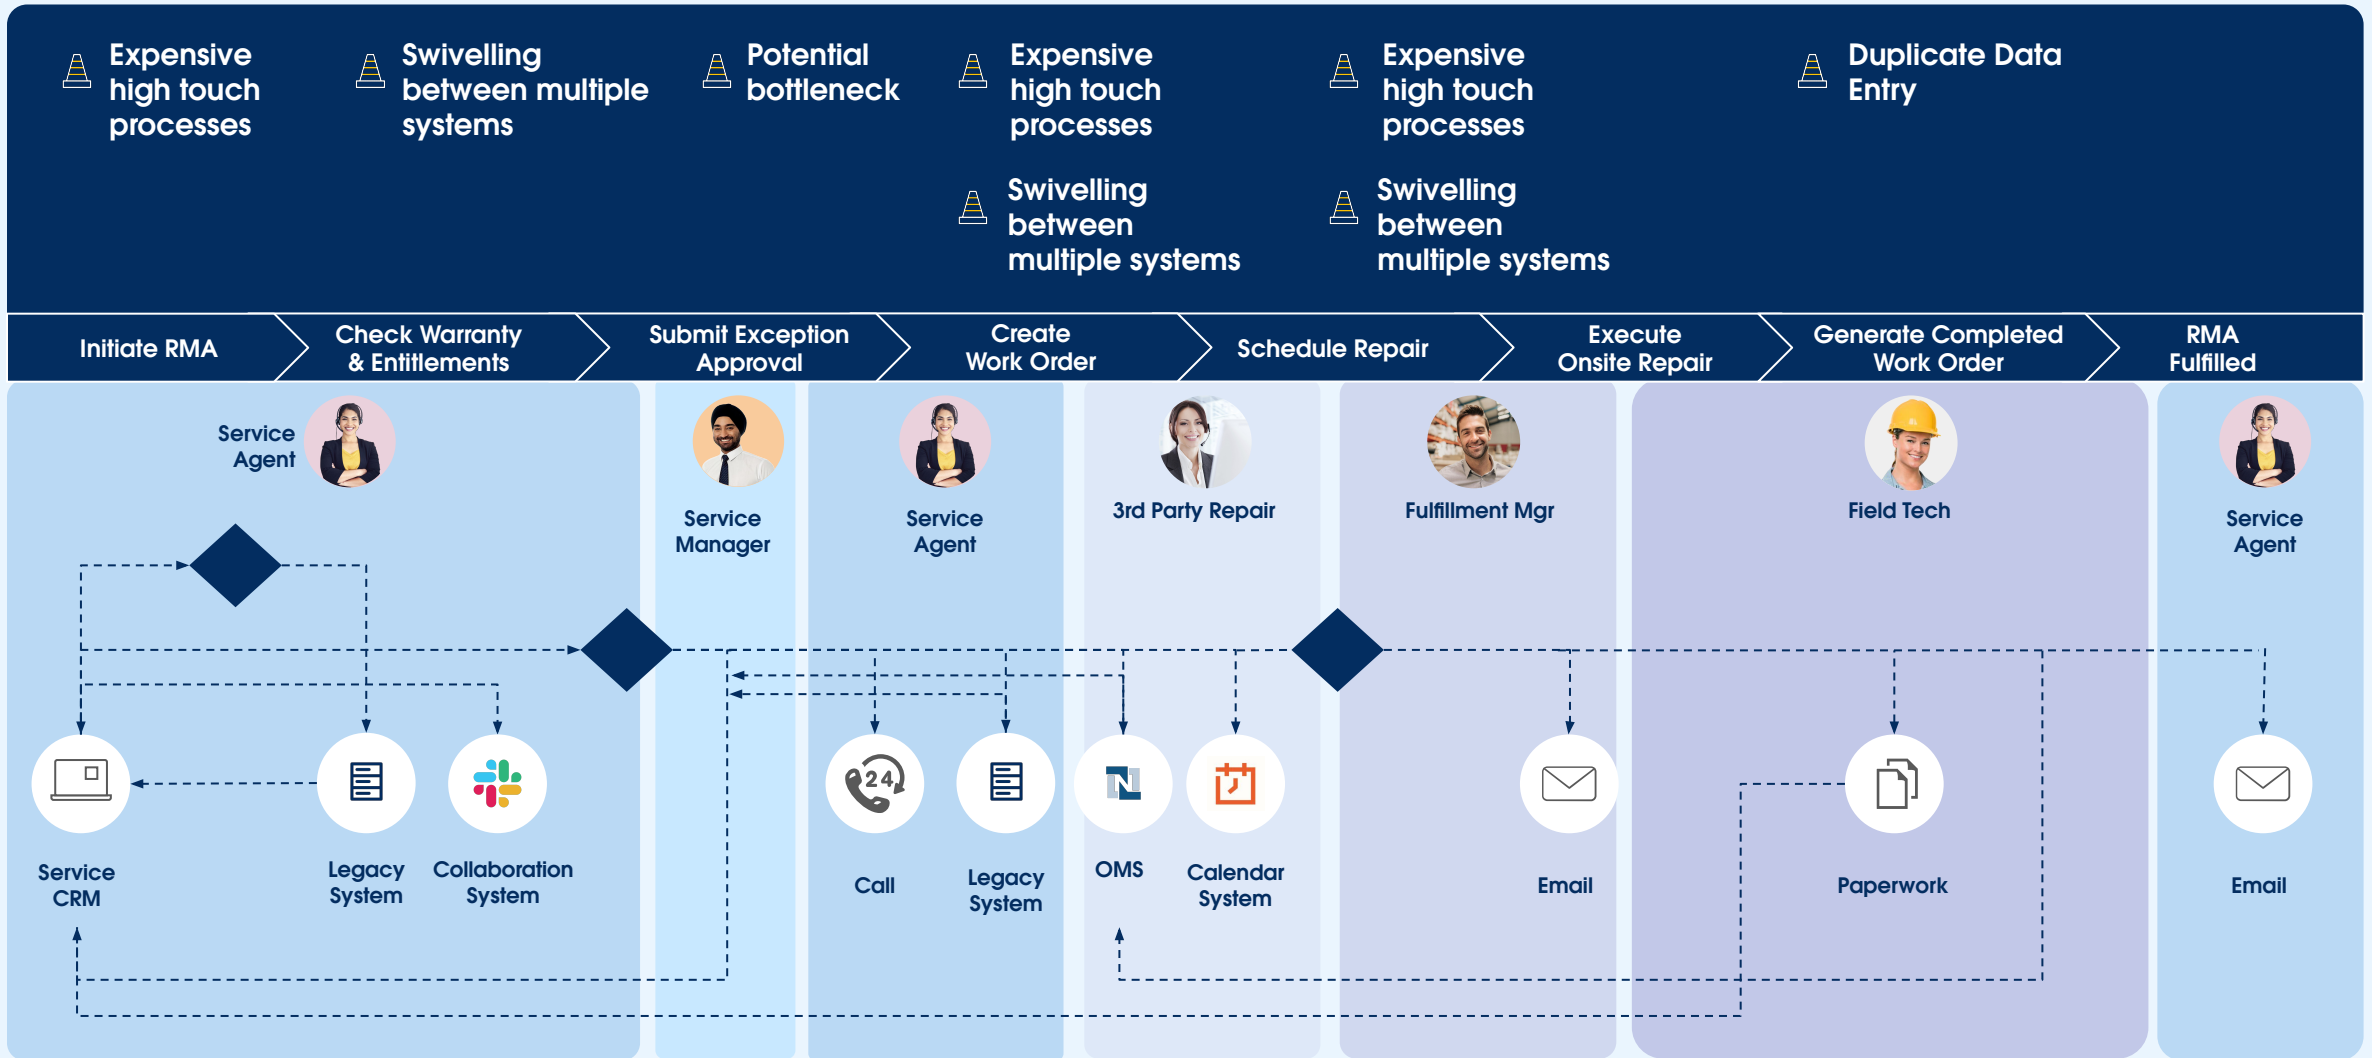 Expensive
high touch
processes
Swivelling
between multiple
systems
Potential
bottleneck
Expensive
high touch
processes
Swivelling
between
multiple systems
Expensive
high touch
processes
Swivelling
between
multiple systems
Duplicate Data
Entry
Initiate RMA
Check Warranty
& Entitlements
Submit Exception
Approval
Create
Work Order
Schedule Repair
Execute
Onsite Repair
Generate Completed
Work Order
RMA
Fulfilled
Service
Agent
Service
Manager
Service
Agent
3rd Party Repair
Fulfillment Mgr
Field Tech
Service
Agent
24
N
Service
CRM
Legacy
System
Collaboration
System
Call
Legacy
System
OMS
Calendar
System
Email
Paperwork
Email